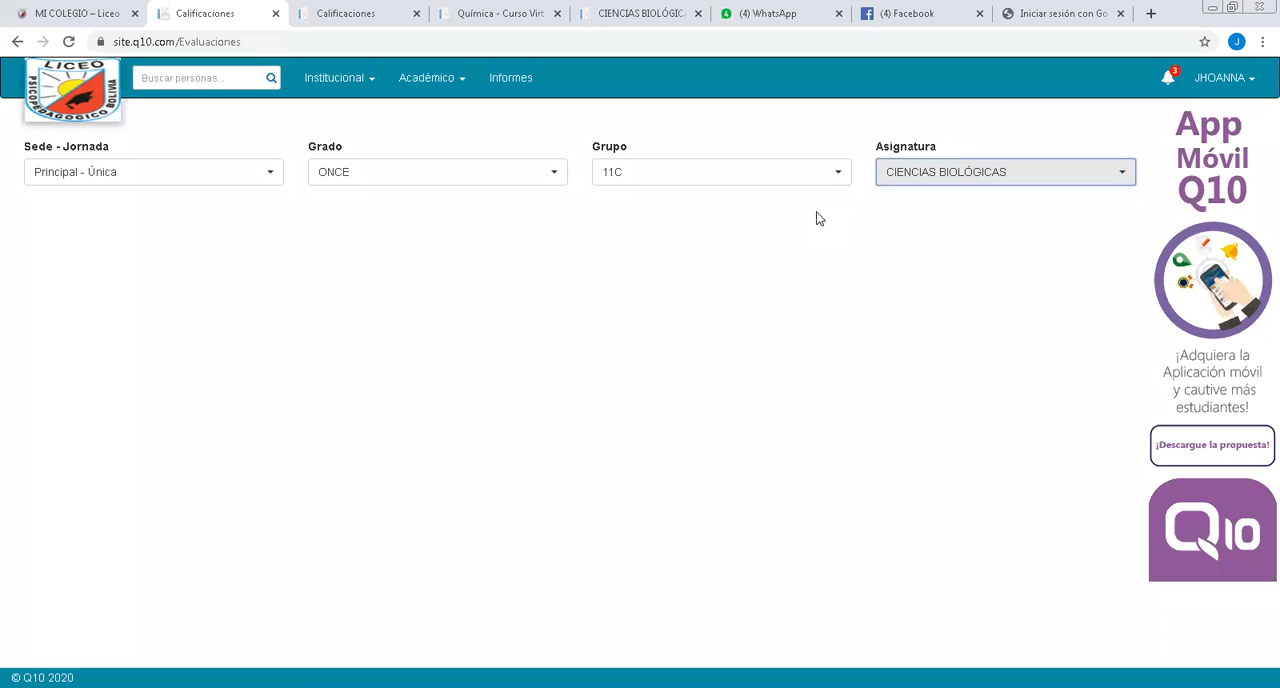 MI COLEGIO – Liceo
Calificaciones
Calificaciones
Química - Curso Virt
CIENCIAS BIOLÓGIC
(4) WhatsApp
(4) Facebook
Iniciar sesión con Go
site.q10.com/Evaluaciones
J
LICEO
PSICOPEDAGOGICO BOLIVIA
Buscar personas...
Institucional
Académico
Informes
3
JHOANNA
Sede - Jornada
Grado
Grupo
Asignatura
Principal - Única
ONCE
11C
CIENCIAS BIOLÓGICAS
App
Móvil
Q10
¡Adquiera la
Aplicación móvil
y cautive más
estudiantes!
¡Descargue la propuesta!
Q10
© Q10 2020